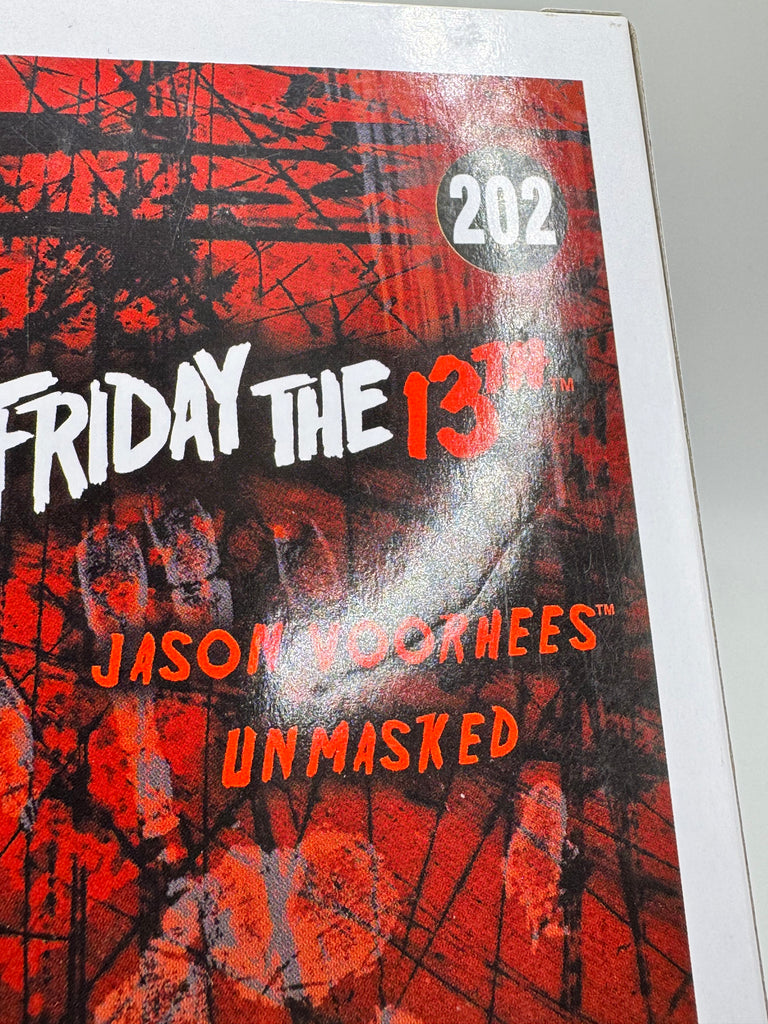 202
FRIDAY THE 13TH™
JASON VOORHEES™
UNMASKED